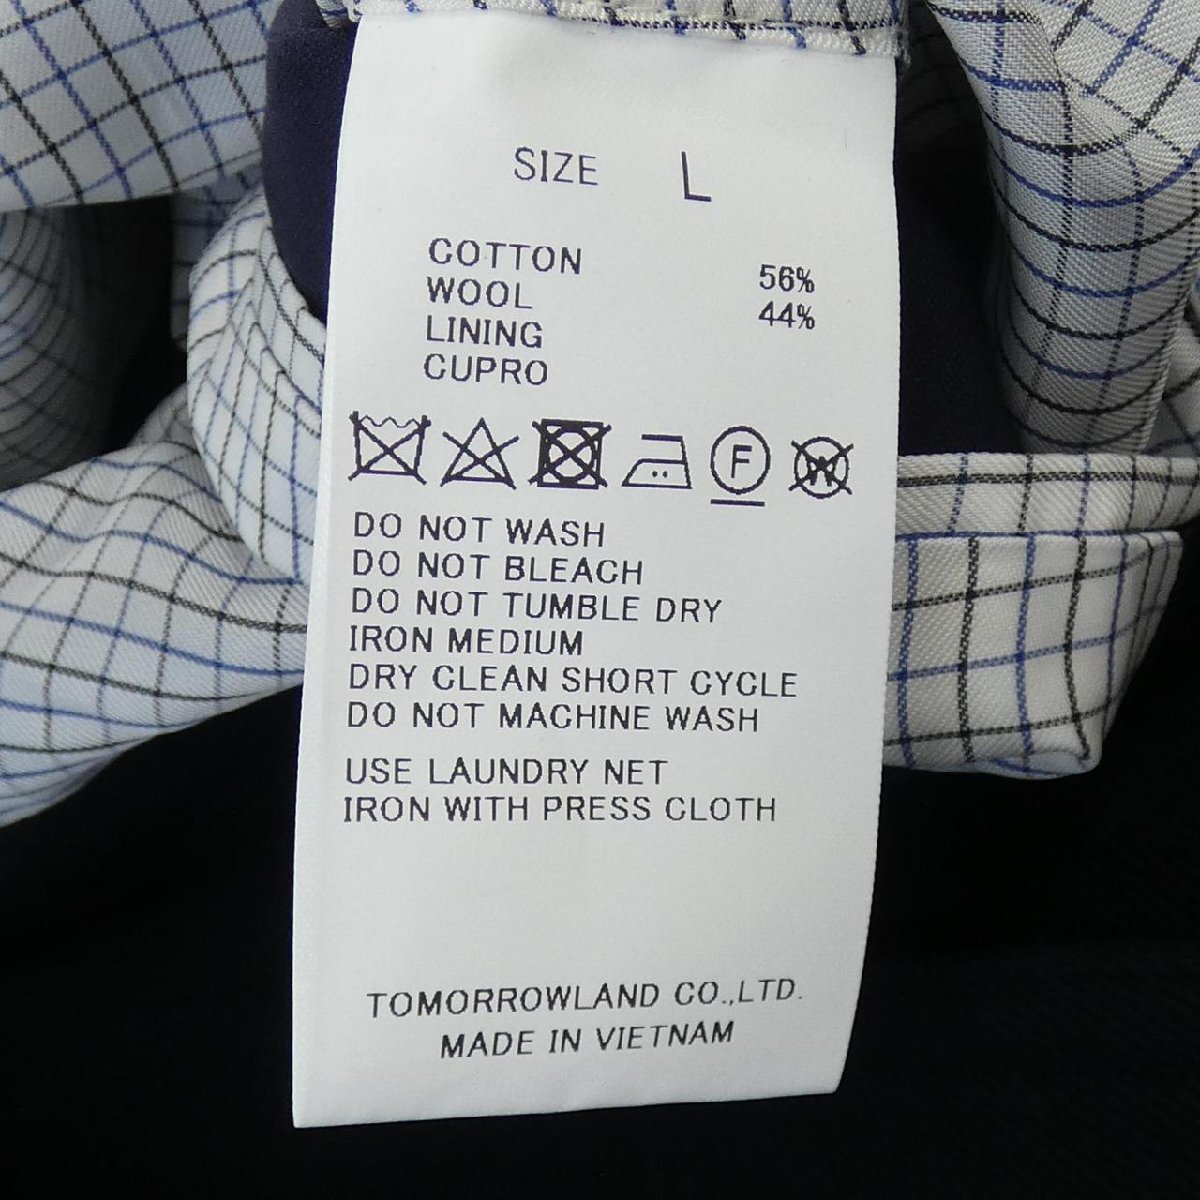 SIZE L
COTTON 56%
WOOL 44%
LINING
CUPRO
F W
DO NOT WASH
DO NOT BLEACH
DO NOT TUMBLE DRY
IRON MEDIUM
DRY CLEAN SHORT CYCLE
DO NOT MACHINE WASH
USE LAUNDRY NET
IRON WITH PRESS CLOTH
TOMORROWLAND CO.,LTD.
MADE IN VIETNAM